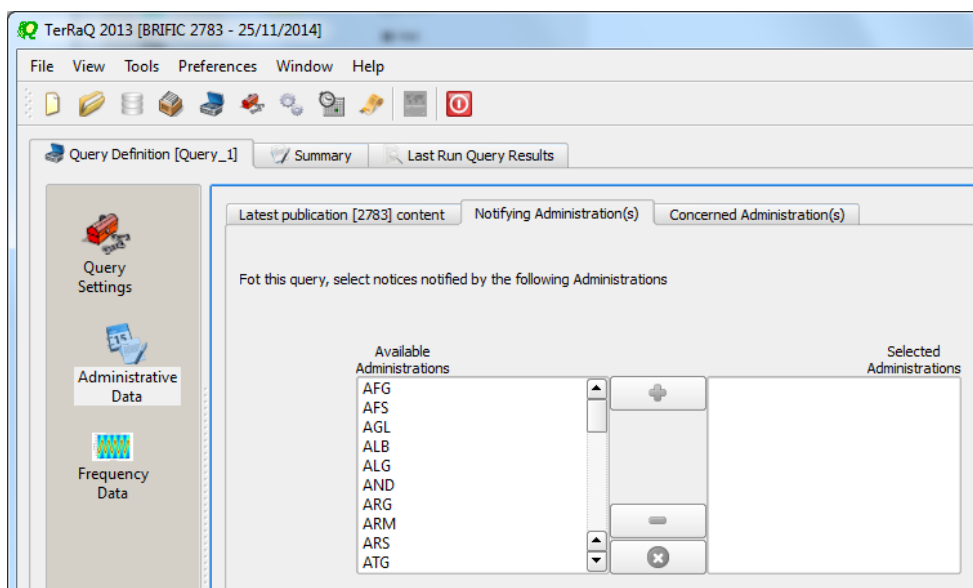 TerRaQ 2013 [BRIFIC 2783 - 25/11/2014]
File View Tools Preferences Window Help
Query Definition [Query_1] Summary Last Run Query Results
Latest publication [2783] content Notifying Administration(s) Concerned Administration(s)
Query
Settings
Fot this query, select notices notified by the following Administrations
Administrative
Data
Frequency
Data
Available
Administrations
AFG
AFS
AGL
ALB
ALG
AND
ARG
ARM
ARS
ATG
Selected
Administrations